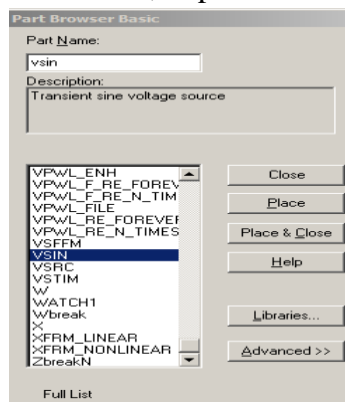 Part Browser Basic
Part Name:
vsin
Description:
Transient sine voltage source
VPWL_ENH
VPWL_F_RE_FOREV
VPWL_F_RE_N_TIM
VPWL_FILE
VPWL_RE_FOREVER
VPWL_RE_N_TIMES
VSFFM
VSIN
VSRC
VSTIM
W
WATCH1
Wbreak
X
XFRM_LINEAR
XFRM_NONLINEAR
ZbreakN
Close
Place
Place & Close
Help
Libraries...
Advanced >>
Full List